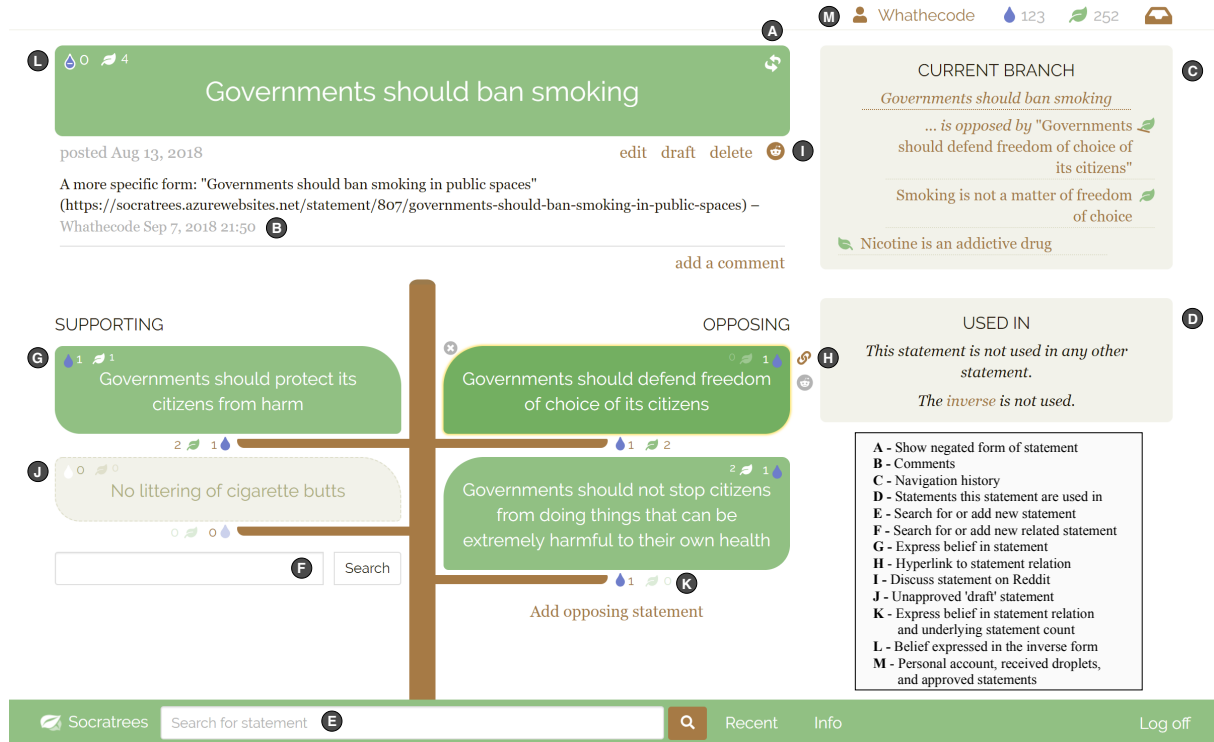 M Whathecode 123 252
A
L 0 4
Governments should ban smoking
posted Aug 13, 2018 edit draft delete I
A more specific form: "Governments should ban smoking in public spaces"
(https://socratrees.azurewebsites.net/statement/807/governments-should-ban-smoking-in-public-spaces) –
Whathecode Sep 7, 2018 21:50 B
add a comment
CURRENT BRANCH C
Governments should ban smoking
... is opposed by "Governments
should defend freedom of choice of
its citizens"
Smoking is not a matter of freedom
of choice
Nicotine is an addictive drug
SUPPORTING
G 1 1
Governments should protect its
citizens from harm
2 1
J 0 0
No littering of cigarette butts
0 0
F Search
OPPOSING
0 1 H
Governments should defend freedom
of choice of its citizens
1 2
2 1
Governments should not stop citizens
from doing things that can be
extremely harmful to their own health
1 0 K
Add opposing statement
USED IN D
This statement is not used in any other
statement.
The inverse is not used.
A - Show negated form of statement
B - Comments
C - Navigation history
D - Statements this statement are used in
E - Search for or add new statement
F - Search for or add new related statement
G - Express belief in statement
H - Hyperlink to statement relation
I - Discuss statement on Reddit
J - Unapproved 'draft' statement
K - Express belief in statement relation
and underlying statement count
L - Belief expressed in the inverse form
M - Personal account, received droplets,
and approved statements
Socratrees Search for statement E Recent Info Log off